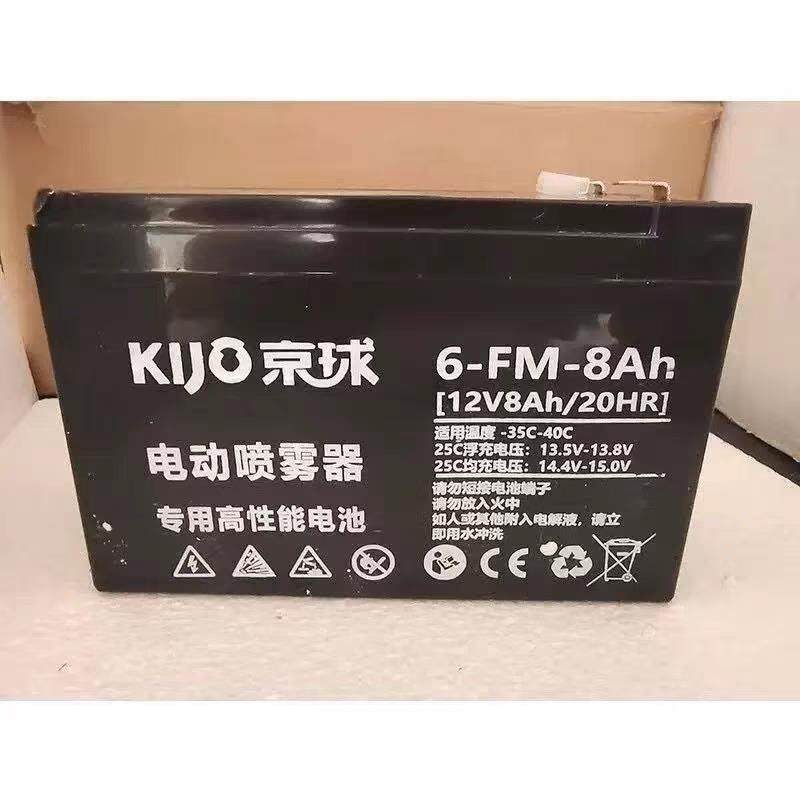 KIJO京球
电动喷雾器
专用高性能电池
6-FM-8Ah
[12V8Ah/20HR]
适用温度 -35C-40C
25C浮充电压：13.5V-13.8V
25C均充电压：14.4V-15.0V
请勿短接电池端子
请勿放入火中
如人或其他附入电解液，请立
即用水冲洗
CE